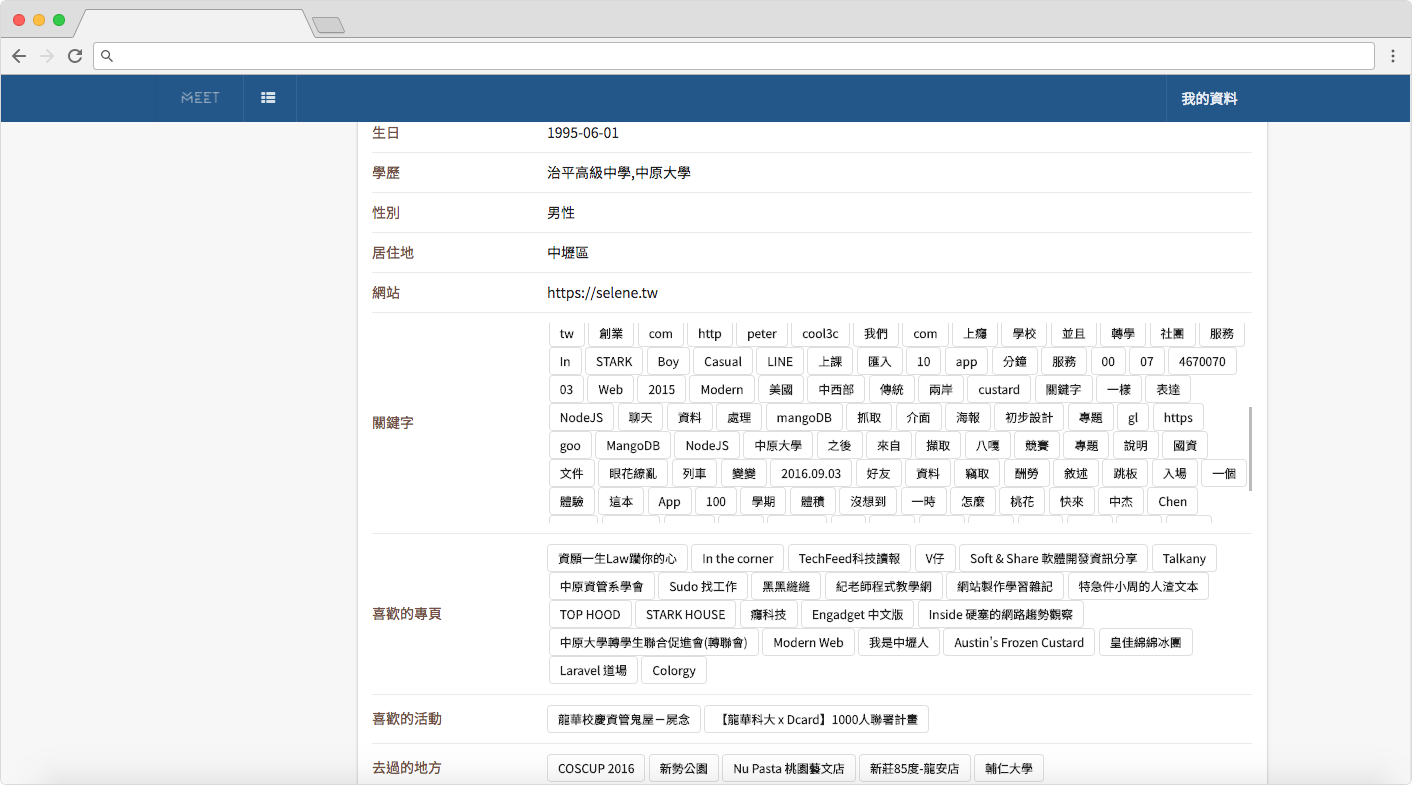 MEET 我的資料
生日 1995-06-01
學歷 治平高級中學,中原大學
性別 男性
居住地 中壢區
網站 https://selene.tw
tw 創業 com http peter cool3c 我們 com 上癮 學校 並且 轉學 社團 服務
In STARK Boy Casual LINE 上課 匯入 10 app 分鐘 服務 00 07 4670070
03 Web 2015 Modern 美國 中西部 傳統 兩岸 custard 關鍵字 一樣 表達
關鍵字 NodeJS 聊天 資料 處理 mangoDB 抓取 介面 海報 初步設計 專題 gl https
goo MangoDB NodeJS 中原大學 之後 來自 擷取 八嘎 競賽 專題 說明 國資
文件 眼花繚亂 列車 變變 2016.09.03 好友 資料 竊取 酬勞 敘述 跳板 入場 一個
體驗 這本 App 100 學期 體積 沒想到 一時 怎麼 桃花 快來 中杰 Chen
資願一生Law躪你的心 In the corner TechFeed科技讀報 V仔 Soft & Share 軟體開發資訊分享 Talkany
中原資管系學會 Sudo 找工作 黑黑縫縫 紀老師程式教學網 網站製作學習雜記 特急件小周的人渣文本
喜歡的專頁 TOP HOOD STARK HOUSE 癮科技 Engadget 中文版 Inside 硬塞的網路趨勢觀察
中原大學轉學生聯合促進會(轉聯會) Modern Web 我是中壢人 Austin's Frozen Custard 皇佳綿綿冰團
Laravel 道場 Colorgy
喜歡的活動 龍華校慶資管鬼屋－屍念 【龍華科大 x Dcard】1000人聯署計畫
去過的地方 COSCUP 2016 新勢公園 Nu Pasta 桃園藝文店 新莊85度-龍安店 輔仁大學